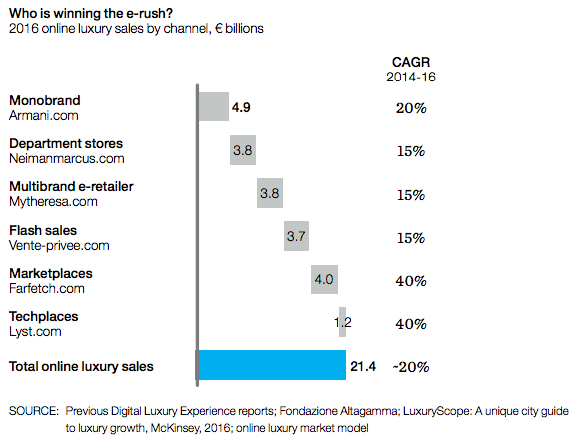 Who is winning the e-rush?
2016 online luxury sales by channel, € billions
CAGR
2014-16
Monobrand
Armani.com
4.9
20%
Department stores
Neimanmarcus.com
3.8
15%
Multibrand e-retailer
Mytheresa.com
3.8
15%
Flash sales
Vente-privee.com
3.7
15%
Marketplaces
Farfetch.com
4.0
40%
Techplaces
Lyst.com
1.2
40%
Total online luxury sales
21.4
~20%
SOURCE: Previous Digital Luxury Experience reports; Fondazione Altagamma; LuxuryScope: A unique city guide
to luxury growth, McKinsey, 2016; online luxury market model